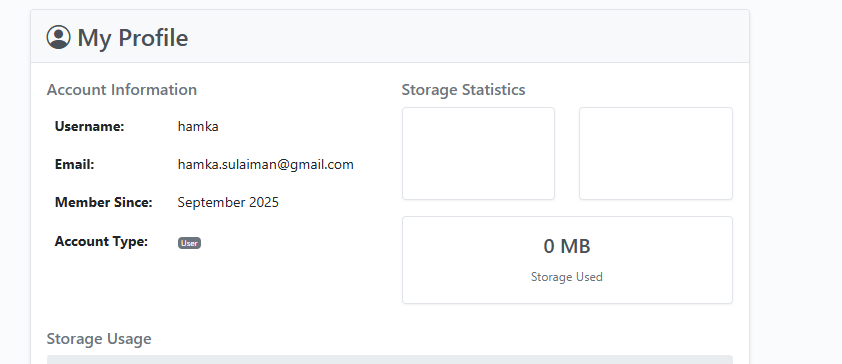 My Profile
Account Information
Username: hamka
Email: hamka.sulaiman@gmail.com
Member Since: September 2025
Account Type: User
Storage Statistics
0 MB
Storage Used
Storage Usage